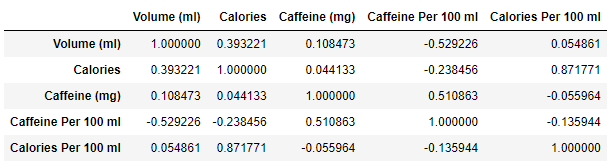 Volume (ml) Calories Caffeine (mg) Caffeine Per 100 ml Calories Per 100 ml
Volume (ml) 1.000000 0.393221 0.108473 -0.529226 0.054861
Calories 0.393221 1.000000 0.044133 -0.238456 0.871771
Caffeine (mg) 0.108473 0.044133 1.000000 0.510863 -0.055964
Caffeine Per 100 ml -0.529226 -0.238456 0.510863 1.000000 -0.135944
Calories Per 100 ml 0.054861 0.871771 -0.055964 -0.135944 1.000000